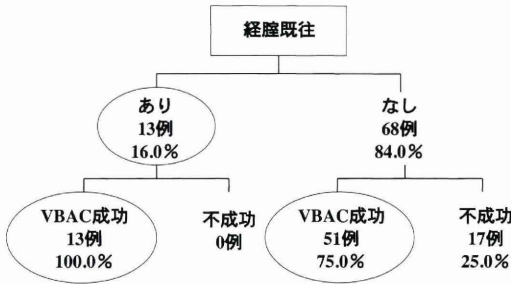 経腟既往
あり
13例
16.0%
なし
68例
84.0%
VBAC成功
13例
100.0%
不成功
0例
VBAC成功
51例
75.0%
不成功
17例
25.0%